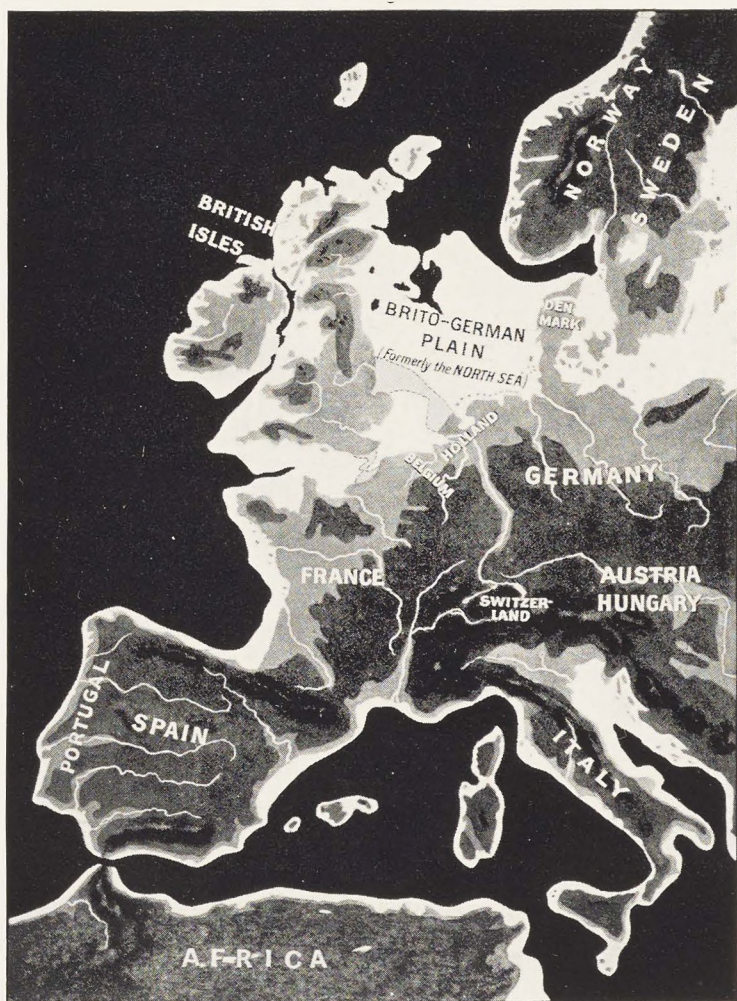 NORWAY
SWEDEN
BRITISH
ISLES
DEN
MARK
BRITO-GERMAN
PLAIN
(Formerly the NORTH SEA)
HOLLAND
BELGIUM
GERMANY
FRANCE
AUSTRIA
HUNGARY
SWITZER-
LAND
PORTUGAL
SPAIN
ITALY
AFRICA